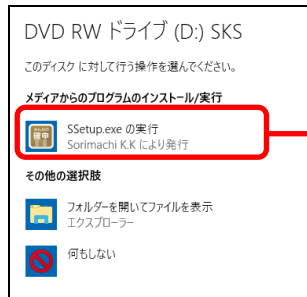 DVD RW ドライブ (D:) SKS
このディスク に対して行う操作を選んでください。
メディアからのプログラムのインストール/実行
SSetup.exe の実行
Sorimachi K.K により発行
その他の選択肢
フォルダーを開いてファイルを表示
エクスプローラー
何もしない